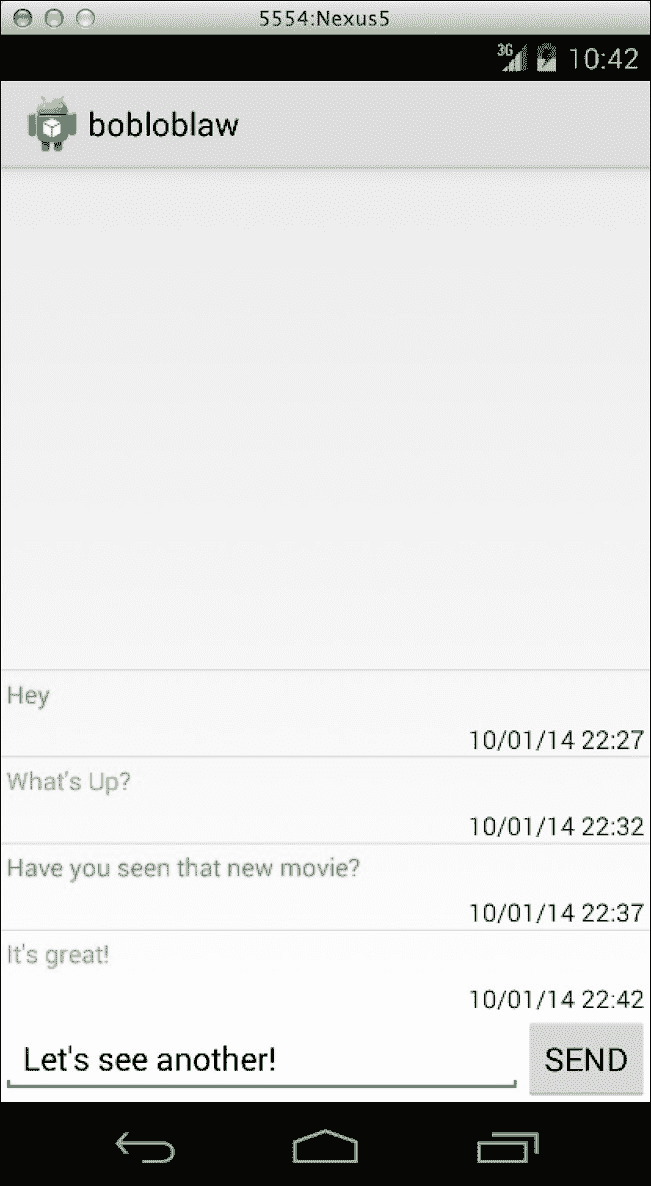 5554:Nexus5
3G 10:42
bobloblaw
Hey
10/01/14 22:27
What's Up?
10/01/14 22:32
Have you seen that new movie?
10/01/14 22:37
It's great!
10/01/14 22:42
Let's see another! SEND